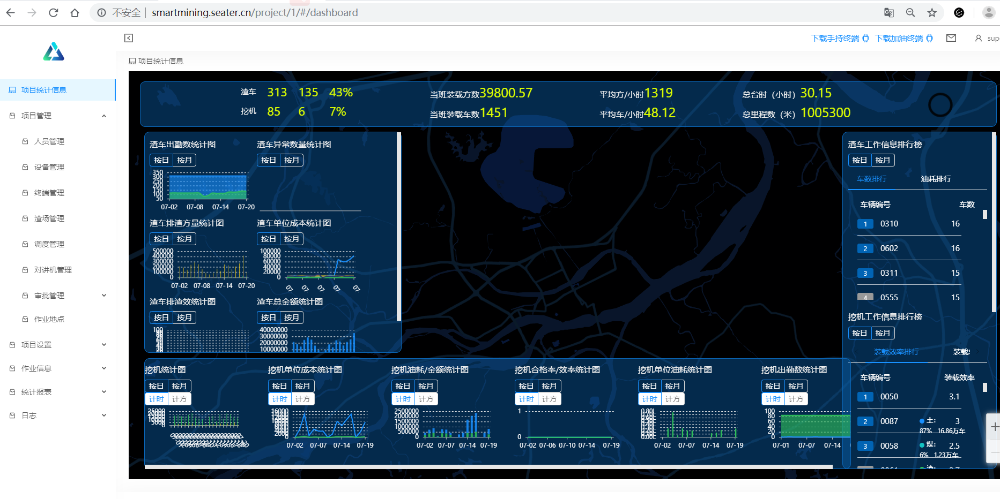 不安全 | smartmining.seater.cn/project/1/#/dashboard
下载手持终端 下载加油终端 sup
项目统计信息
项目统计信息
项目管理
人员管理
设备管理
终端管理
渣场管理
调度管理
对讲机管理
审批管理
作业地点
项目设置
作业信息
统计报表
日志
渣车 313 135 43% 当班装载方数39800.57 平均方/小时1319 总台时（小时）30.15
挖机 85 6 7% 当班装载车数1451 平均车/小时48.12 总里程数（米）1005300
渣车出勤数统计图 渣车异常数量统计图
按日 按月 按日 按月
350
300
250
200
150
100
50
07-02 07-08 07-14 07-20
渣车排渣方量统计图 渣车单位成本统计图
按日 按月 按日 按月
500000 100000
400000 80000
300000 60000
200000 40000
100000 20000
0 0
07-02 07-08 07-14 07-20 07- 07- 07- 07- 07-
渣车排渣效统计图 渣车总金额统计图
按日 按月 按日 按月
100 40000000
30000000
20000000
10000000
渣车工作信息排行榜
按日 按月
车数排行 油耗排行
车辆编号 车数
1 0310 16
2 0602 16
3 0311 15
4 0555 15
挖机工作信息排行榜
按日 按月
装载效率排行 装载
车辆编号 装载效率
1 0050 3.1
2 0087 土: 3
87% 16.86万车
3 0058 煤: 2.5
6% 1.23万车
挖机统计图 挖机单位成本统计图 挖机油耗/金额统计图 挖机合格率/效率统计图 挖机单位油耗统计图 挖机出勤数统计图
按日 按月 按日 按月 按日 按月 按日 按月 按日 按月 按日 按月
计时 计方 计时 计方 计时 计方 计时 计方 计时 计方 计时 计方
25000
20000
15000
10000
5000
0
16000
14000
12000
10000
8000
6000
4000
2000
0
07-02 07-07 07-14 07-19
2500000
2000000
1500000
1000000
500000
0
07-02 07-07 07-14 07-19
1
0
07-02 07-06 07-10 07-14 07-19
0.80L
0.70L
0.60L
0.50L
0.40L
0.30L
0.20L
0.10L
0.00L
07-02 07-07 07-14 07-19
100
80
60
40
20
0
07-01 07-07 07-14